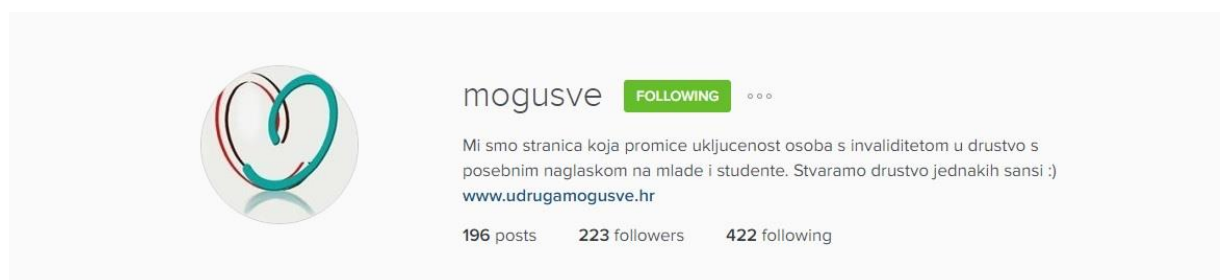 mogusve FOLLOWING
Mi smo stranica koja promice ukljucenost osoba s invaliditetom u drustvo s
posebnim naglaskom na mlade i studente. Stvaramo drustvo jednakih sansi :)
www.udrugamogusve.hr
196 posts 223 followers 422 following